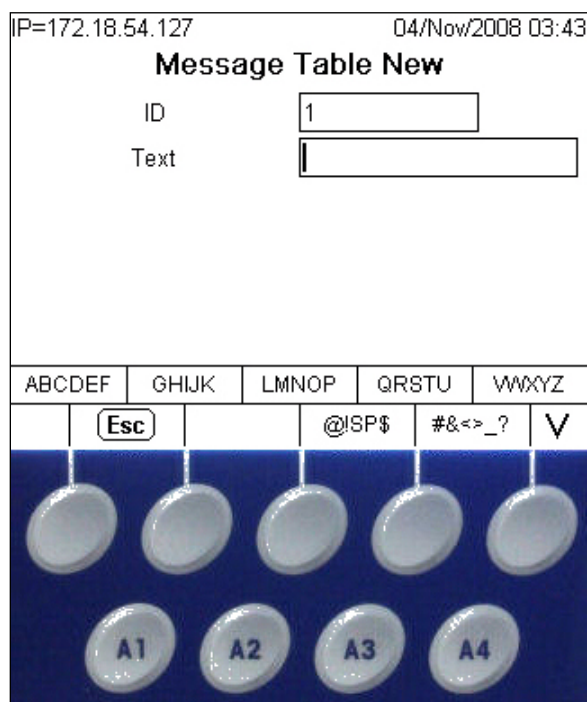 IP=172.18.54.127 04/Nov/2008 03:43
Message Table New
ID 1
Text
ABCDEF GHIJK LMNOP QRSTU VWXYZ
Esc @!SP$ #&<>_? V
A1 A2 A3 A4